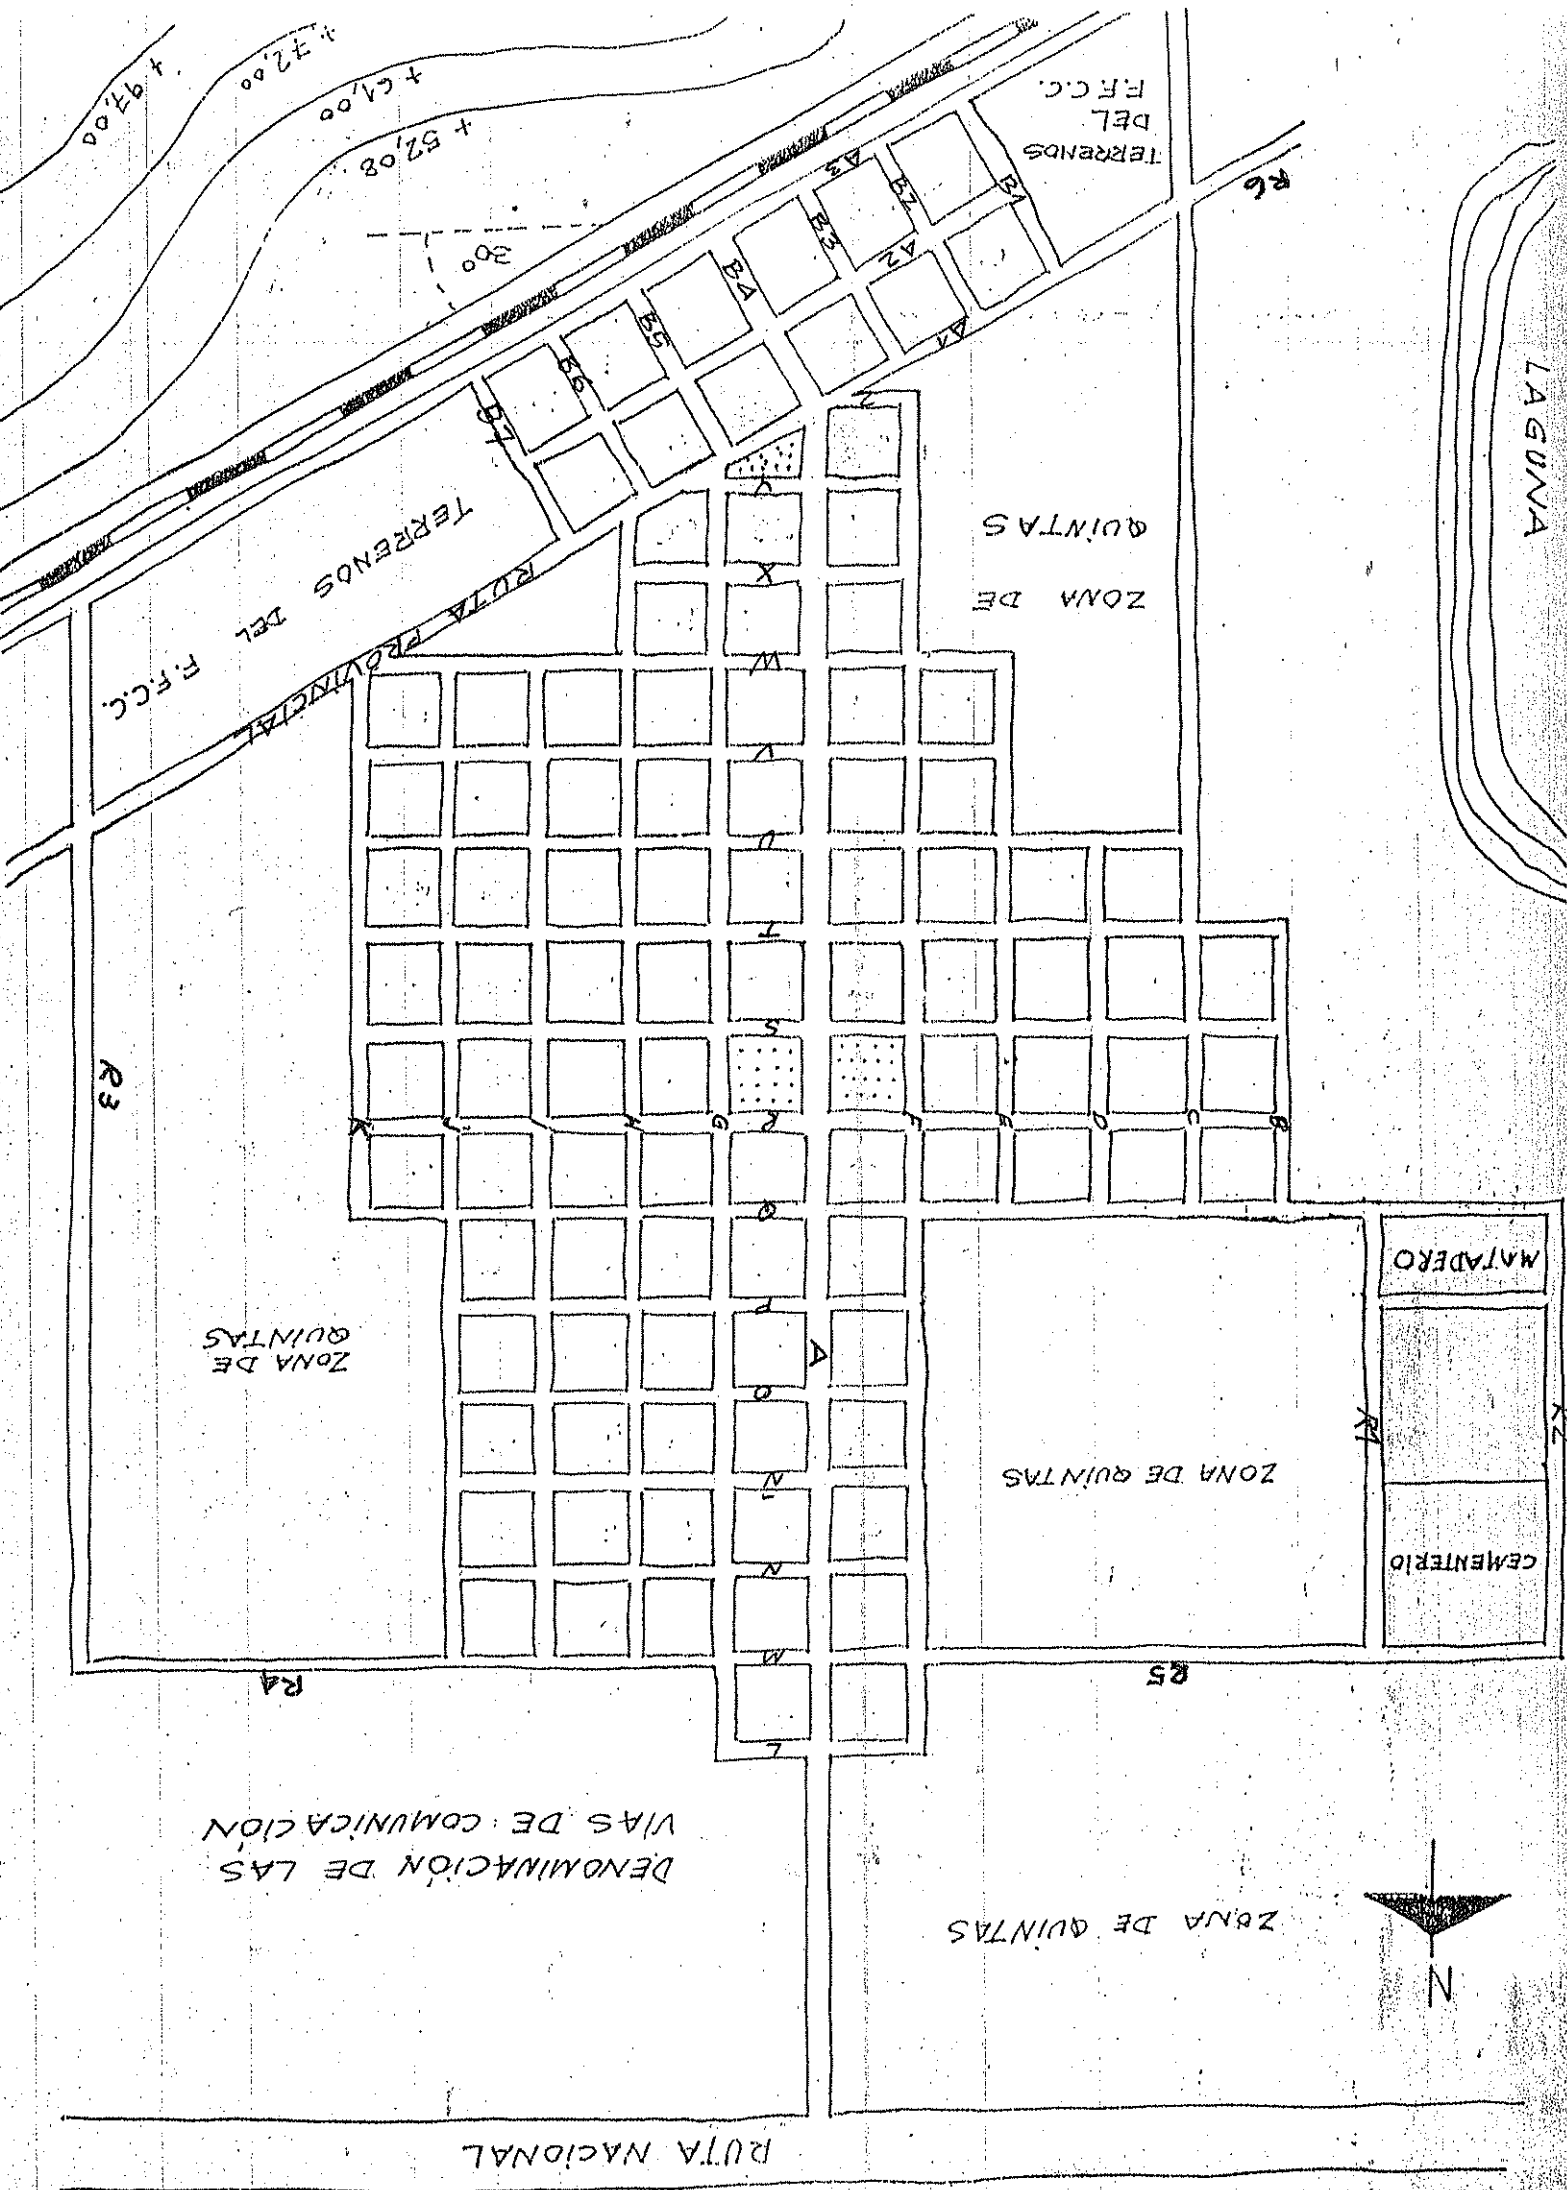 RUTA NACIONAL
N
ZONA DE QUINTAS
DENOMINACIÓN DE LAS
VIAS DE COMUNICACIÓN
L
R5
R4
M
CEMENTERIO
N
ZONA DE QUINTAS
Ñ
R1
O
A
ZONA DE
QUINTAS
P
MATADERO
Q
B
C
D
E
F
R
G
H
I
J
K
R3
S
T
U
V
W
RUTA PROVINCIAL
TERRENOS DEL F.F.C.C.
ZONA DE
QUINTAS
X
Y
Z
LAGUNA
A1
A2
A3
B1
B2
B3
B4
B5
B6
B7
30°
R6
TERRENOS
DEL
F.F.C.C.
+ 52,08
+ 61,00
+ 72,00
+ 97,00